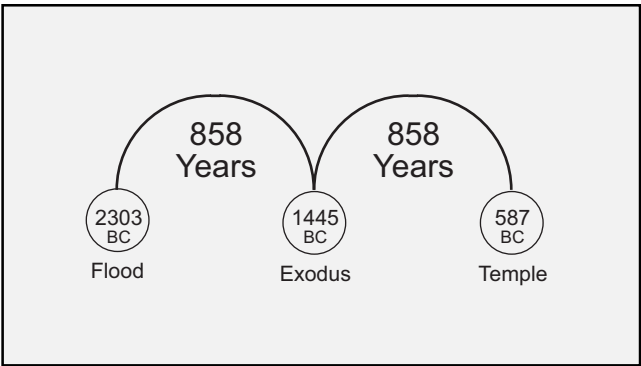 858
Years
858
Years
2303
BC
1445
BC
587
BC
Flood
Exodus
Temple